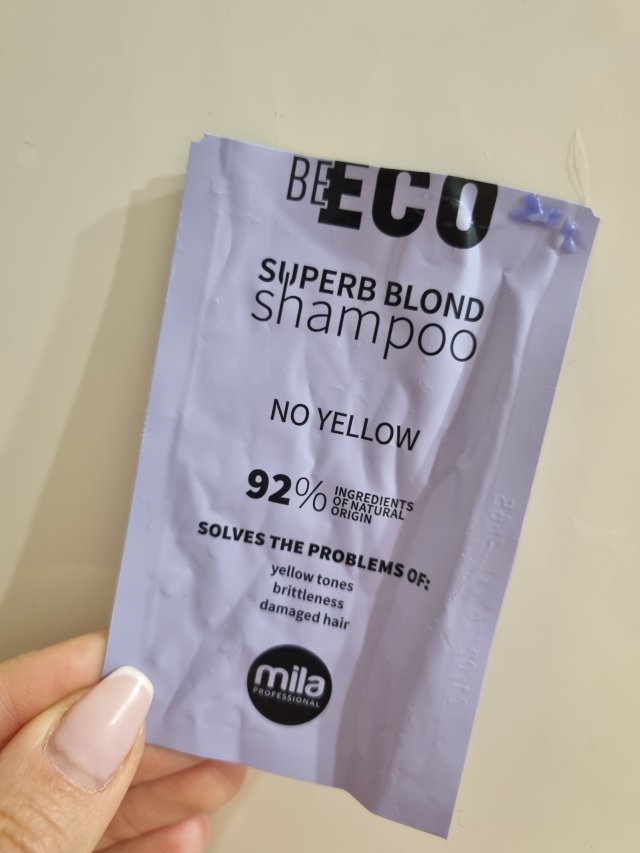 BE ECO
SUPERB BLOND
shampoo
NO YELLOW
92% INGREDIENTS
OF NATURAL
ORIGIN
SOLVES THE PROBLEMS OF:
yellow tones
brittleness
damaged hair
mila
PROFESSIONAL